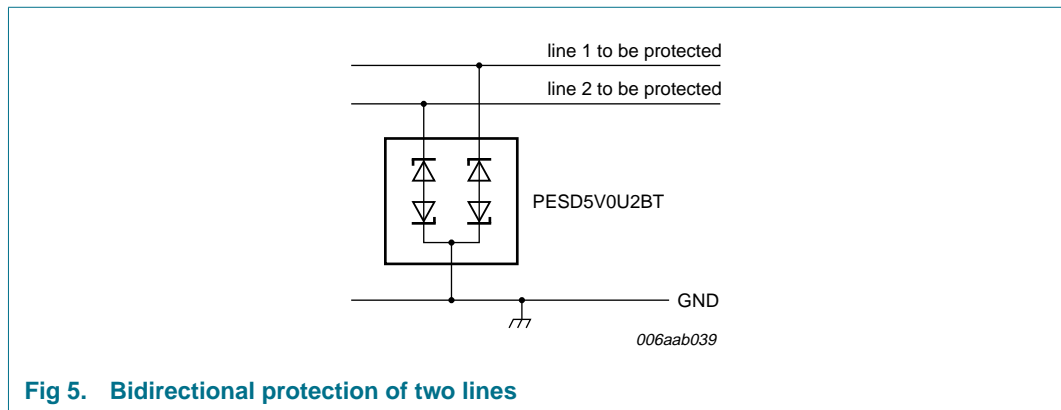 line 1 to be protected
line 2 to be protected
PESD5V0U2BT
GND
006aab039
Fig 5. Bidirectional protection of two lines